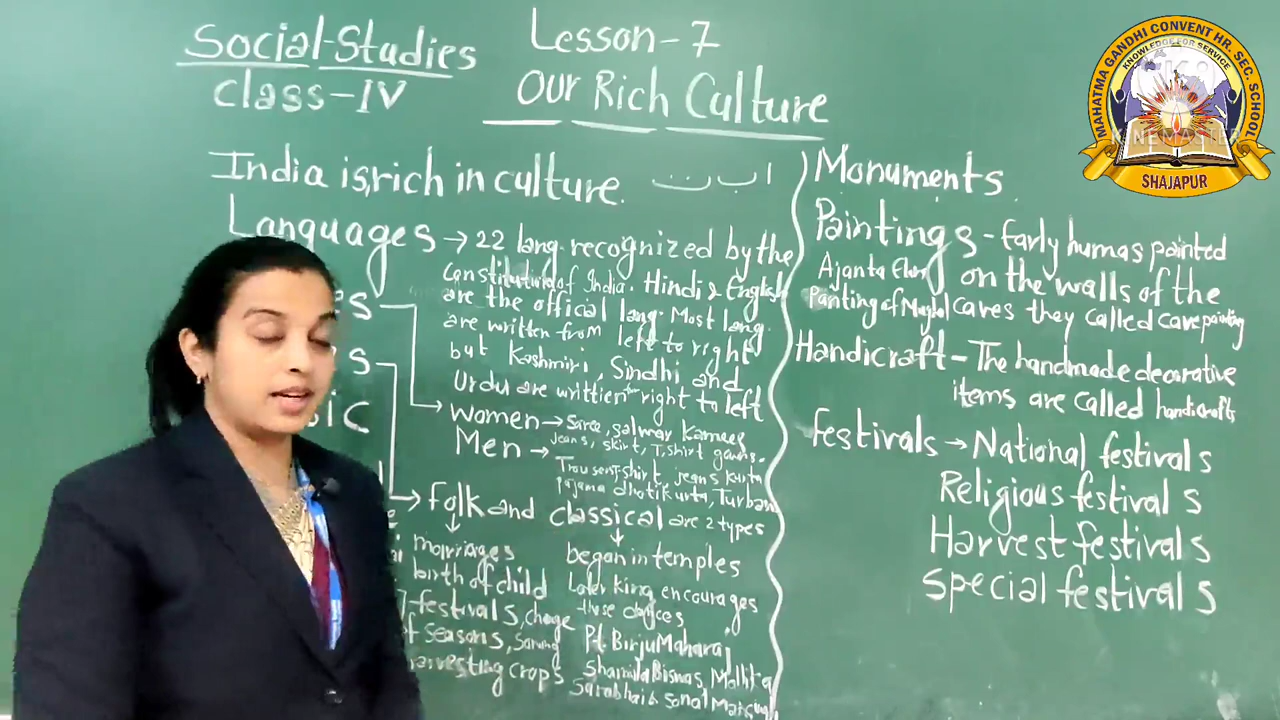 Social-Studies
class-IV
Lesson-7
Our Rich Culture
India is, rich in culture.
ا ب ت
Languages → 22 lang. recognized by the
Constitution of India. Hindi & English
are the official lang. Most lang.
are written from left to right
but Kashmiri, Sindhi and
Urdu are writtien right to left
es
women → Saree, salwar kameez
jeans, skirt, T, shirt gowns.
Men →
Trousers T-shirt, jeans kurta
Pajama dhoti kurta, Turban
s
ic
→ folk and classical are 2 types
marriages
birth of child
festivals, change
of seasons, sowing
harvesting crops
began in temples
Later king encourages
these dances
Pt. Birju Maharaj
Biswas, Mallika
Sarabhai & Sonal
Monuments
Paintings - Early humas painted
on the walls of the
caves they called cave painting
Ajanta
Painting of
Handicraft - The handmade decorative
items are called handicrafts
festivals → National festivals
Religious festivals
Harvest festivals
Special festivals
MAHATMA GANDHI CONVENT HR. SEC. SCHOOL
KNOWLEDGE FOR SERVICE
KINEMASTER
SHAJAPUR